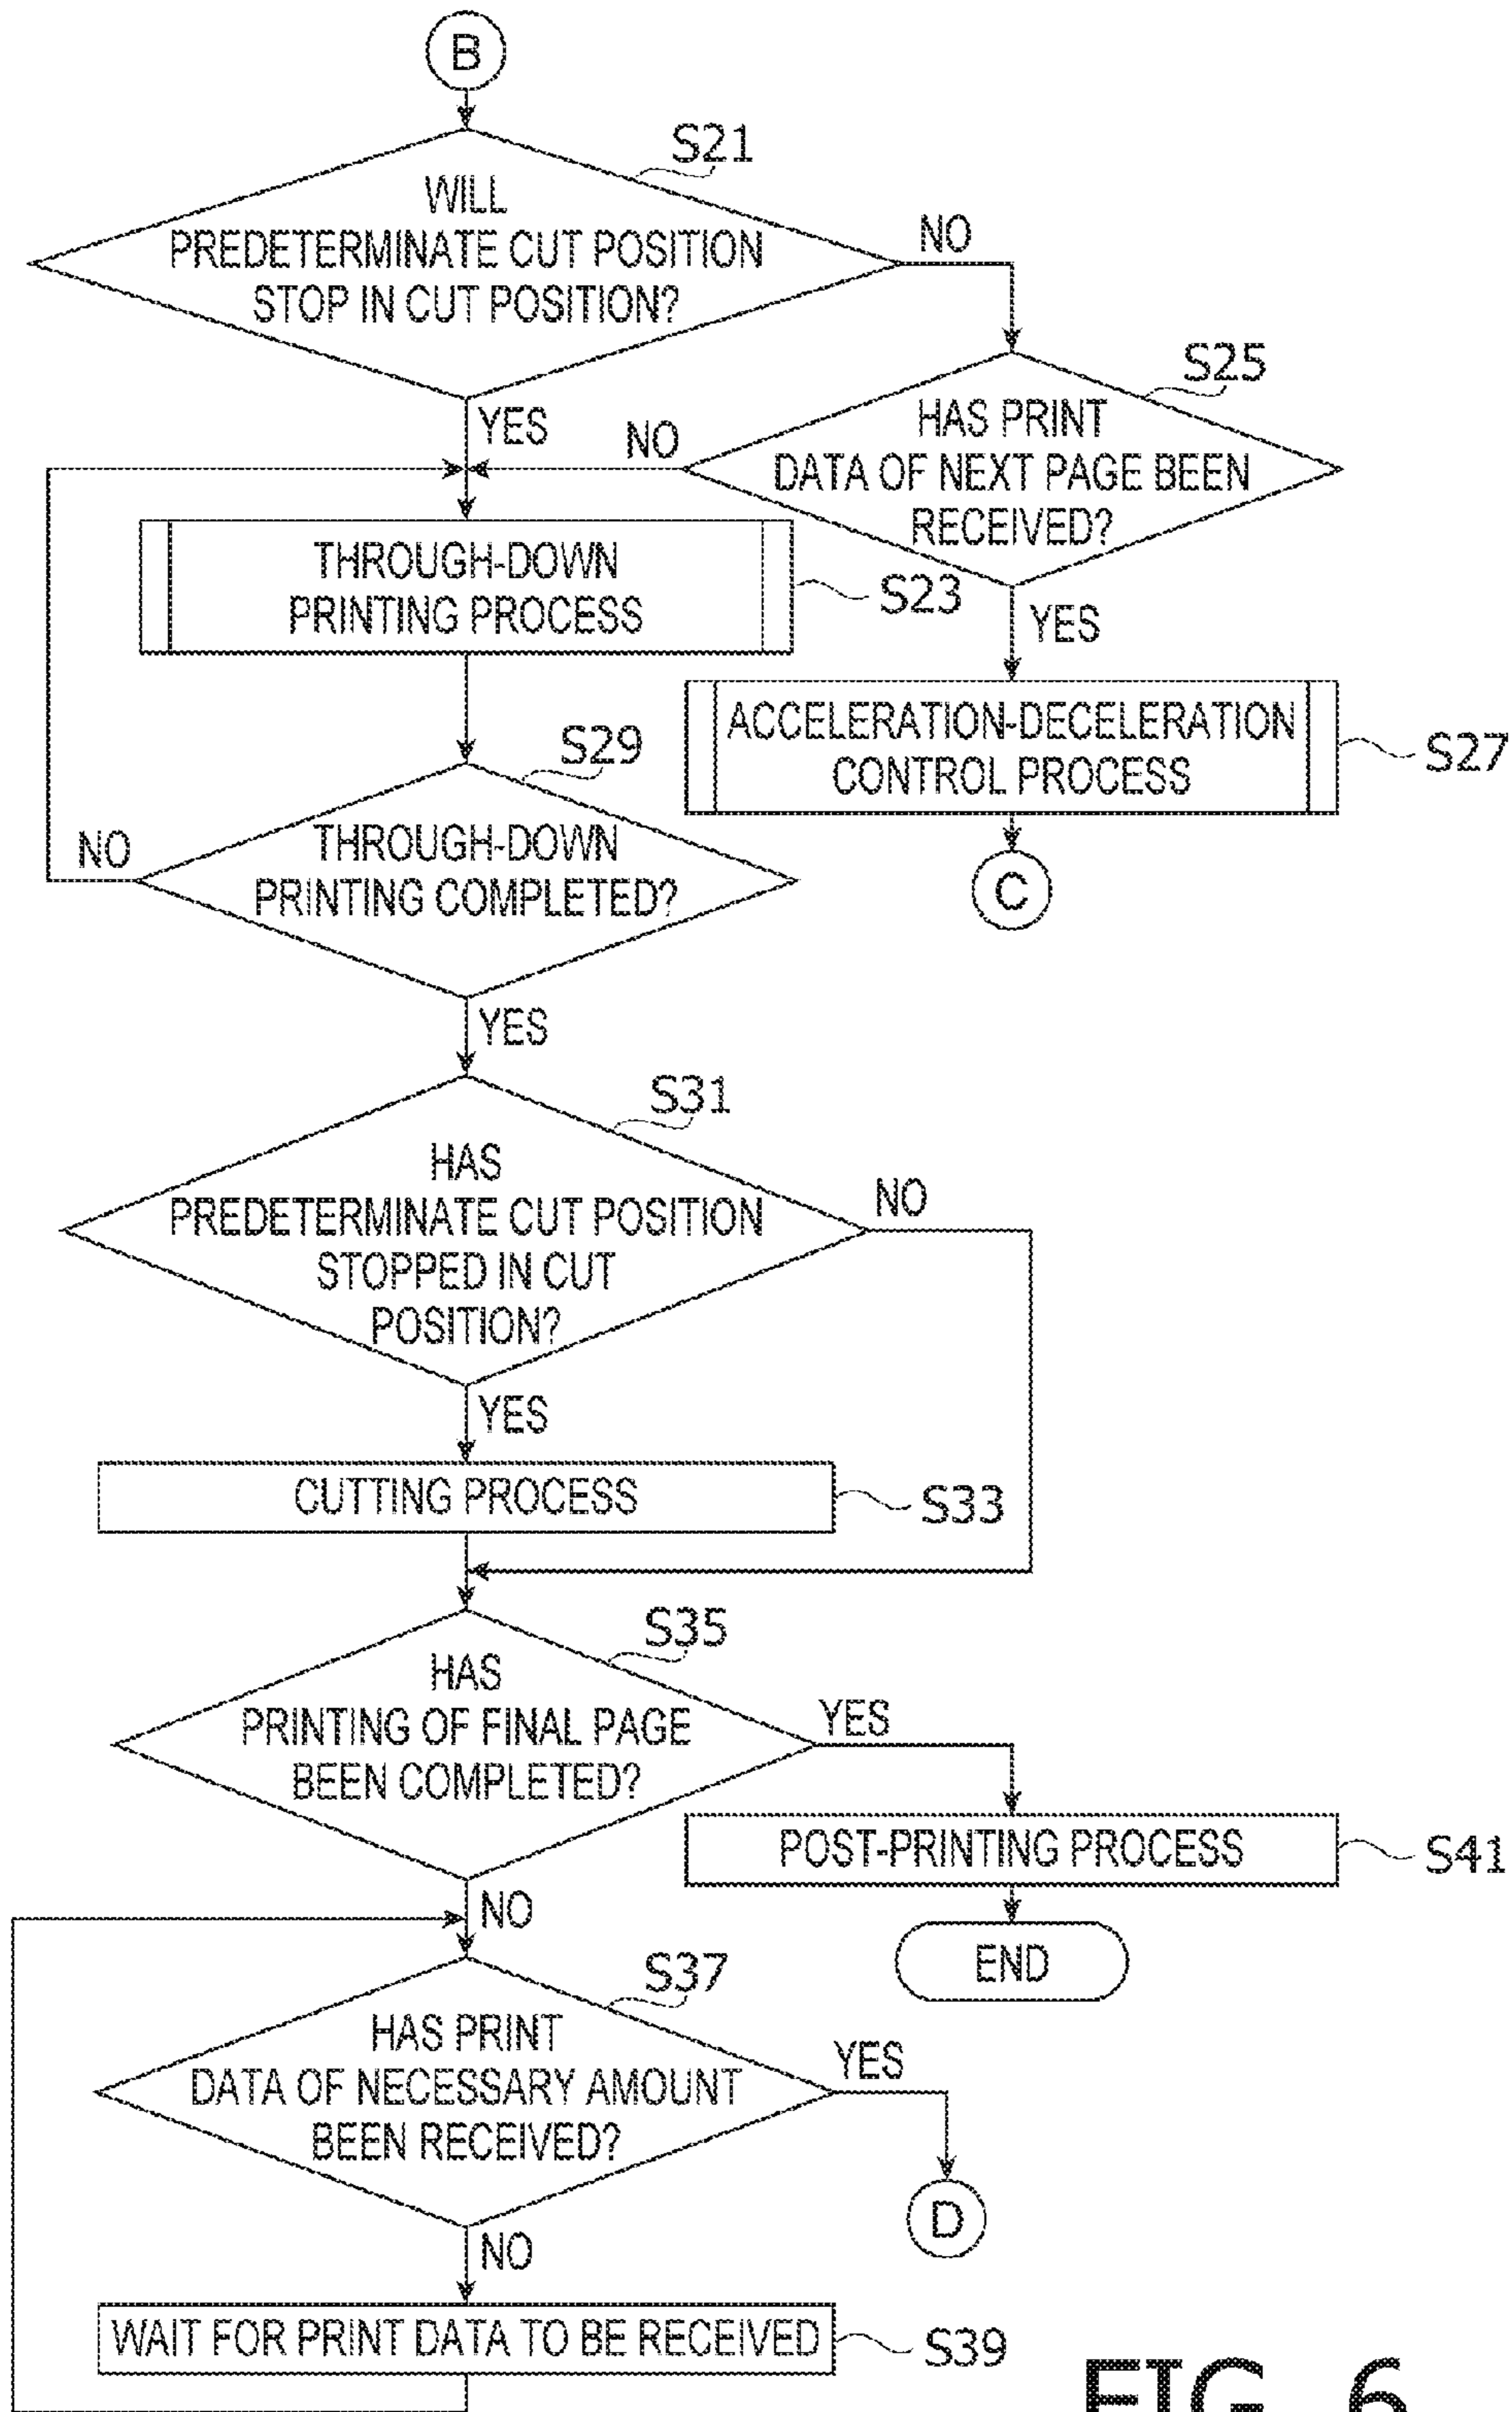 B
S21
WILL
PREDETERMINATE CUT POSITION
STOP IN CUT POSITION?
NO
YES
S25
HAS PRINT
DATA OF NEXT PAGE BEEN
RECEIVED?
NO
YES
THROUGH-DOWN
PRINTING PROCESS
S23
ACCELERATION-DECELERATION
CONTROL PROCESS
S27
C
S29
THROUGH-DOWN
PRINTING COMPLETED?
NO
YES
S31
HAS
PREDETERMINATE CUT POSITION
STOPPED IN CUT
POSITION?
NO
YES
CUTTING PROCESS
S33
S35
HAS
PRINTING OF FINAL PAGE
BEEN COMPLETED?
YES
NO
POST-PRINTING PROCESS
S41
END
S37
HAS PRINT
DATA OF NECESSARY AMOUNT
BEEN RECEIVED?
YES
D
NO
WAIT FOR PRINT DATA TO BE RECEIVED
S39
FIG. 6